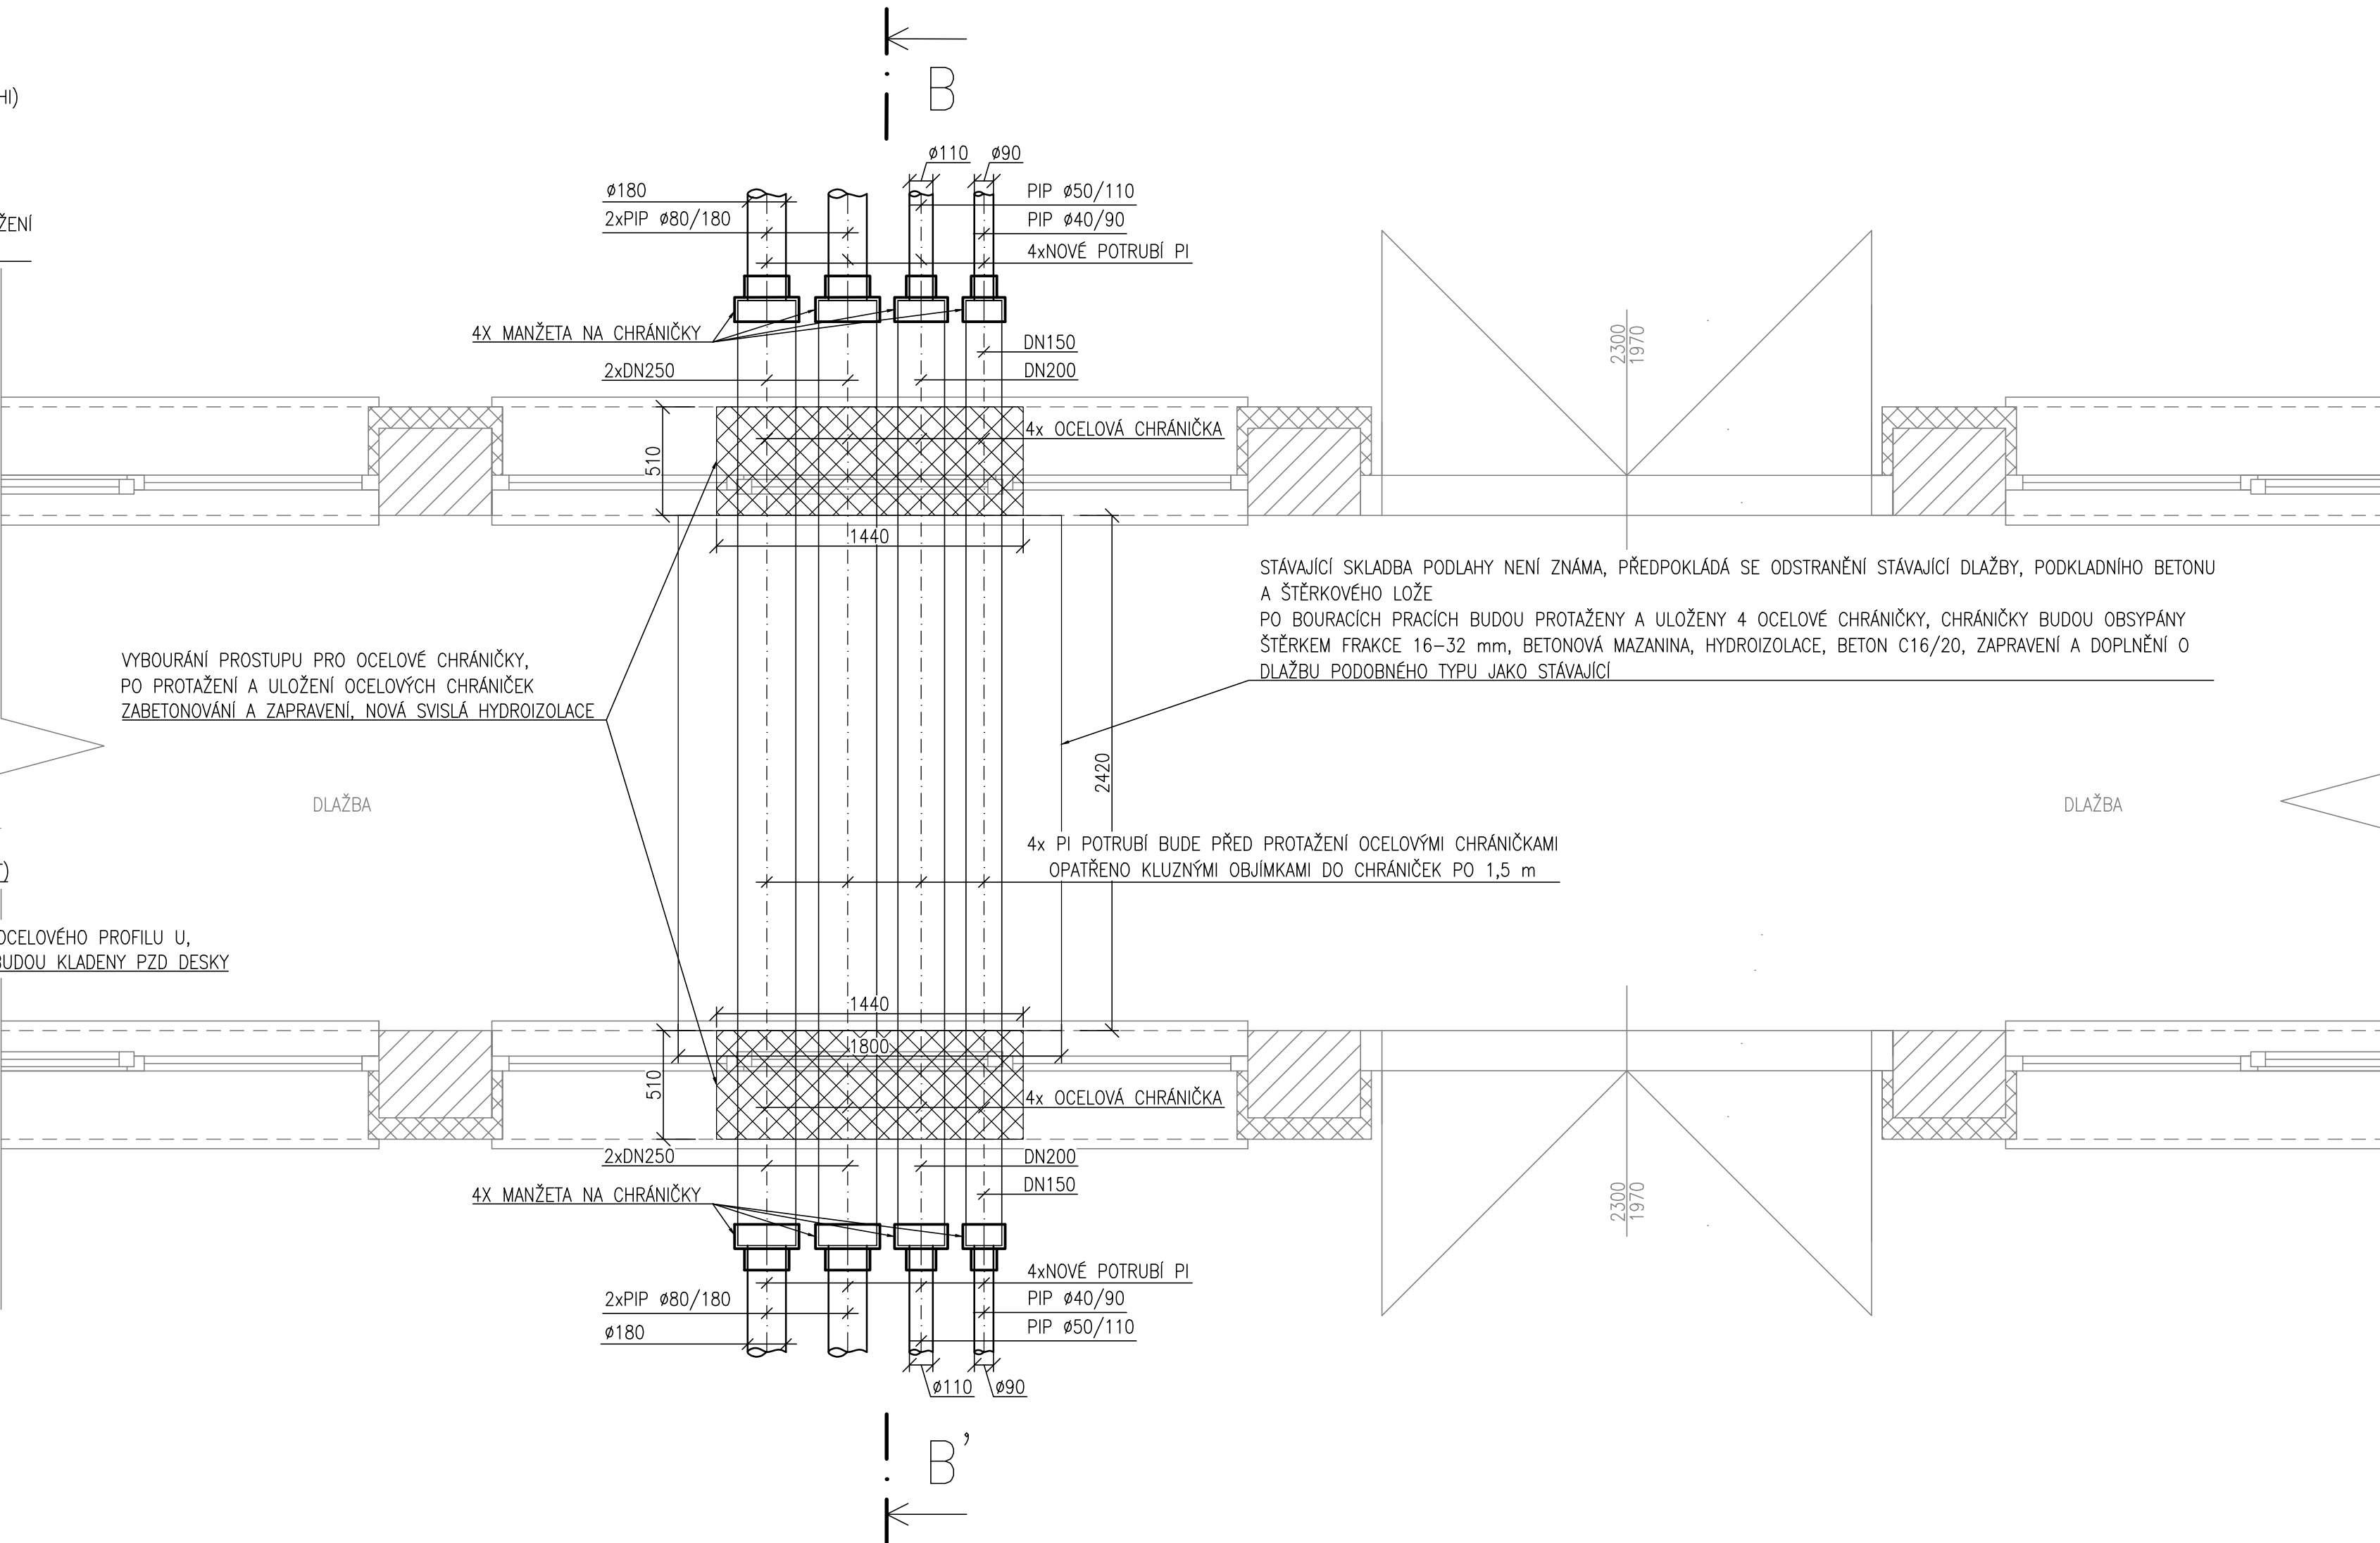 B
HI)
ŽENÍ
ø110
ø90
ø180
2xPIP ø80/180
PIP ø50/110
PIP ø40/90
4xNOVÉ POTRUBÍ PI
4X MANŽETA NA CHRÁNIČKY
2xDN250
DN150
DN200
2300
1970
4x OCELOVÁ CHRÁNIČKA
510
1440
STÁVAJÍCÍ SKLADBA PODLAHY NENÍ ZNÁMA, PŘEDPOKLÁDÁ SE ODSTRANĚNÍ STÁVAJÍCÍ DLAŽBY, PODKLADNÍHO BETONU
A ŠTĚRKOVÉHO LOŽE
PO BOURACÍCH PRACÍCH BUDOU PROTAŽENY A ULOŽENY 4 OCELOVÉ CHRÁNIČKY, CHRÁNIČKY BUDOU OBSYPÁNY
ŠTĚRKEM FRAKCE 16-32 mm, BETONOVÁ MAZANINA, HYDROIZOLACE, BETON C16/20, ZAPRAVENÍ A DOPLNĚNÍ O
DLAŽBU PODOBNÉHO TYPU JAKO STÁVAJÍCÍ
VYBOURÁNÍ PROSTUPU PRO OCELOVÉ CHRÁNIČKY,
PO PROTAŽENÍ A ULOŽENÍ OCELOVÝCH CHRÁNIČEK
ZABETONOVÁNÍ A ZAPRAVENÍ, NOVÁ SVISLÁ HYDROIZOLACE
2420
DLAŽBA
DLAŽBA
4x PI POTRUBÍ BUDE PŘED PROTAŽENÍ OCELOVÝMI CHRÁNIČKAMI
OPATŘENO KLUZNÝMI OBJÍMKAMI DO CHRÁNIČEK PO 1,5 m
OCELOVÉHO PROFILU U,
BUDOU KLADENY PZD DESKY
1440
1800
510
4x OCELOVÁ CHRÁNIČKA
2xDN250
DN200
DN150
4X MANŽETA NA CHRÁNIČKY
2300
1970
4xNOVÉ POTRUBÍ PI
2xPIP ø80/180
PIP ø40/90
ø180
PIP ø50/110
ø110
ø90
B'